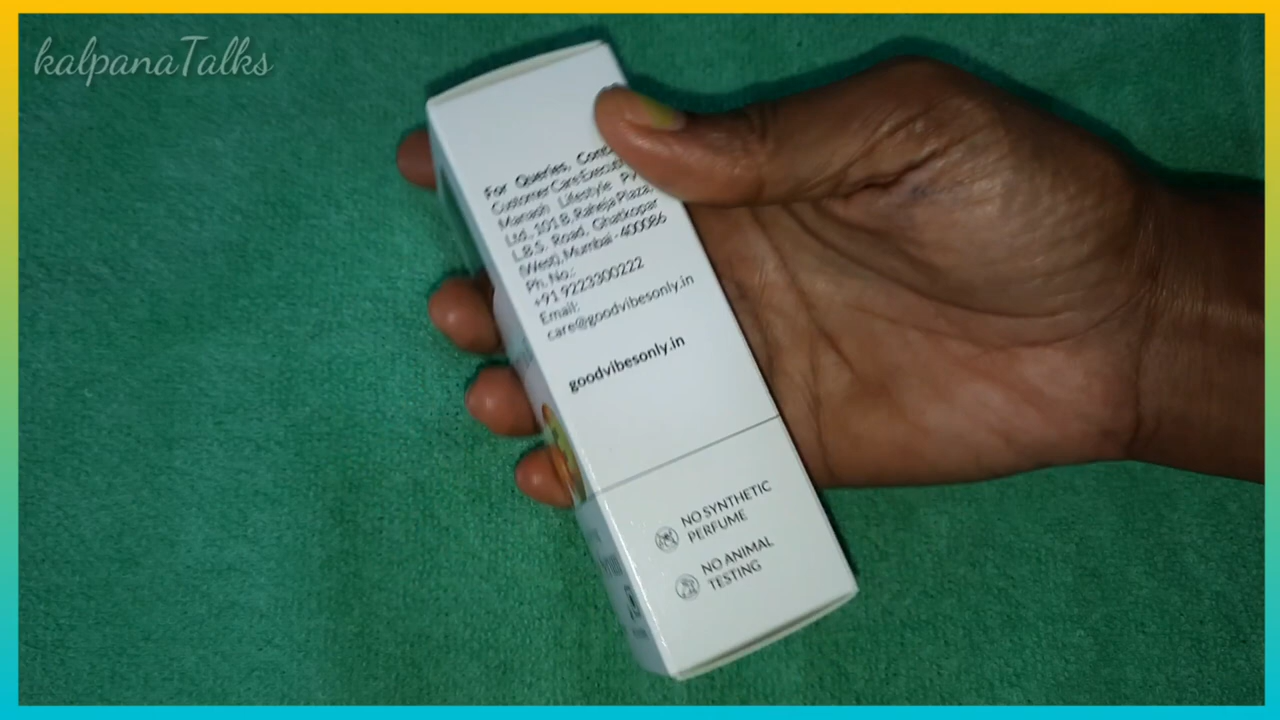 kalpanaTalks
For Queries,
Customer Care
Manash Lifestyle
Ltd., 101 B, Raheja Plaza,
L.B.S. Road, Ghatkopar
(West), Mumbai - 400086
Ph. No.:
+91 9223300222
Email:
care@goodvibesonly.in
goodvibesonly.in
NO SYNTHETIC
PERFUME
NO ANIMAL
TESTING